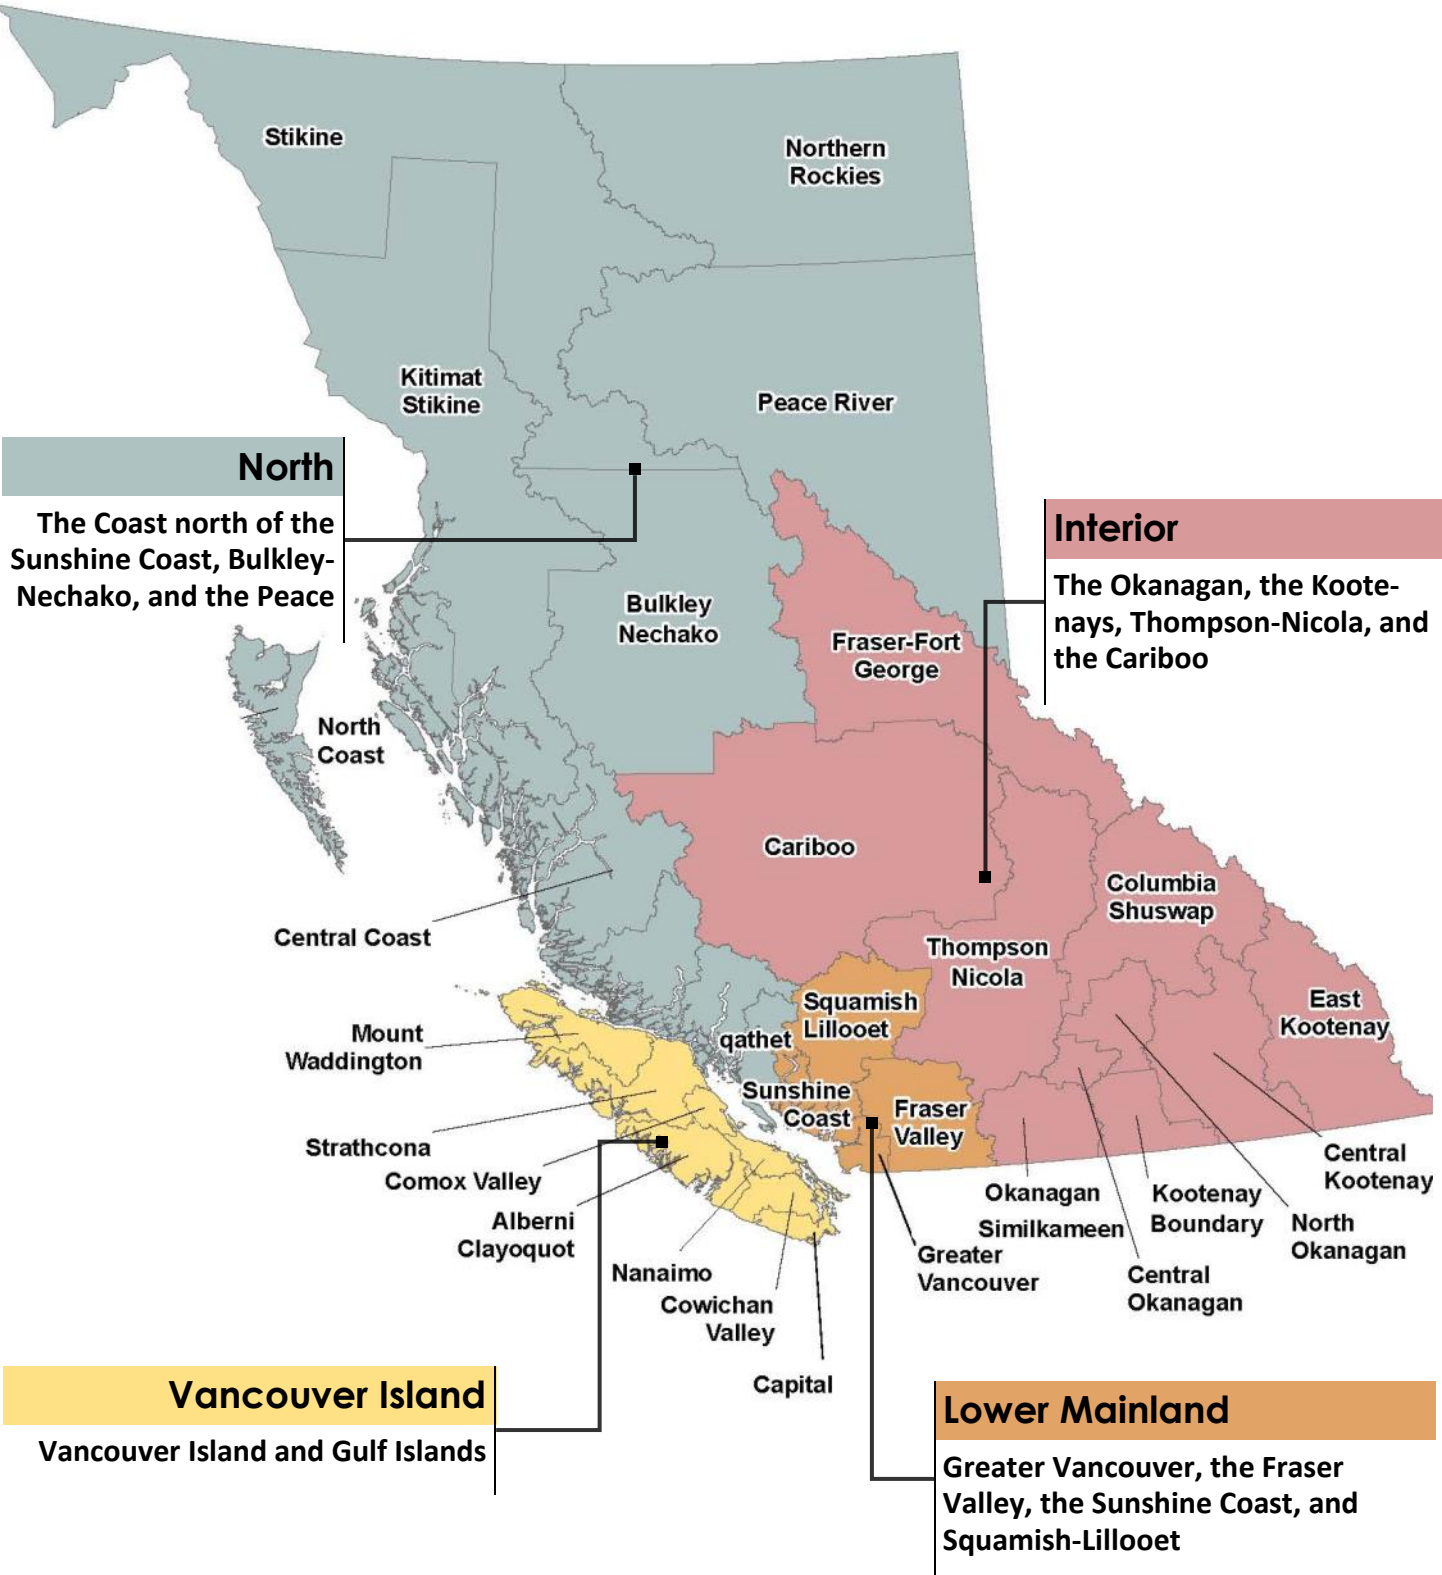 Stikine
Northern
Rockies
Kitimat
Stikine
Peace River
North
The Coast north of the
Sunshine Coast, Bulkley-
Nechako, and the Peace
Interior
The Okanagan, the Koote-
nays, Thompson-Nicola, and
the Cariboo
Bulkley
Nechako
Fraser-Fort
George
North
Coast
Cariboo
Columbia
Shuswap
Central Coast
Thompson
Nicola
Squamish
Lillooet
East
Kootenay
Mount
Waddington
qathet
Sunshine
Coast
Fraser
Valley
Strathcona
Comox Valley
Alberni
Clayoquot
Nanaimo
Cowichan
Valley
Capital
Okanagan
Similkameen
Greater
Vancouver
Kootenay
Boundary
Central
Okanagan
North
Okanagan
Central
Kootenay
Vancouver Island
Vancouver Island and Gulf Islands
Lower Mainland
Greater Vancouver, the Fraser
Valley, the Sunshine Coast, and
Squamish-Lillooet